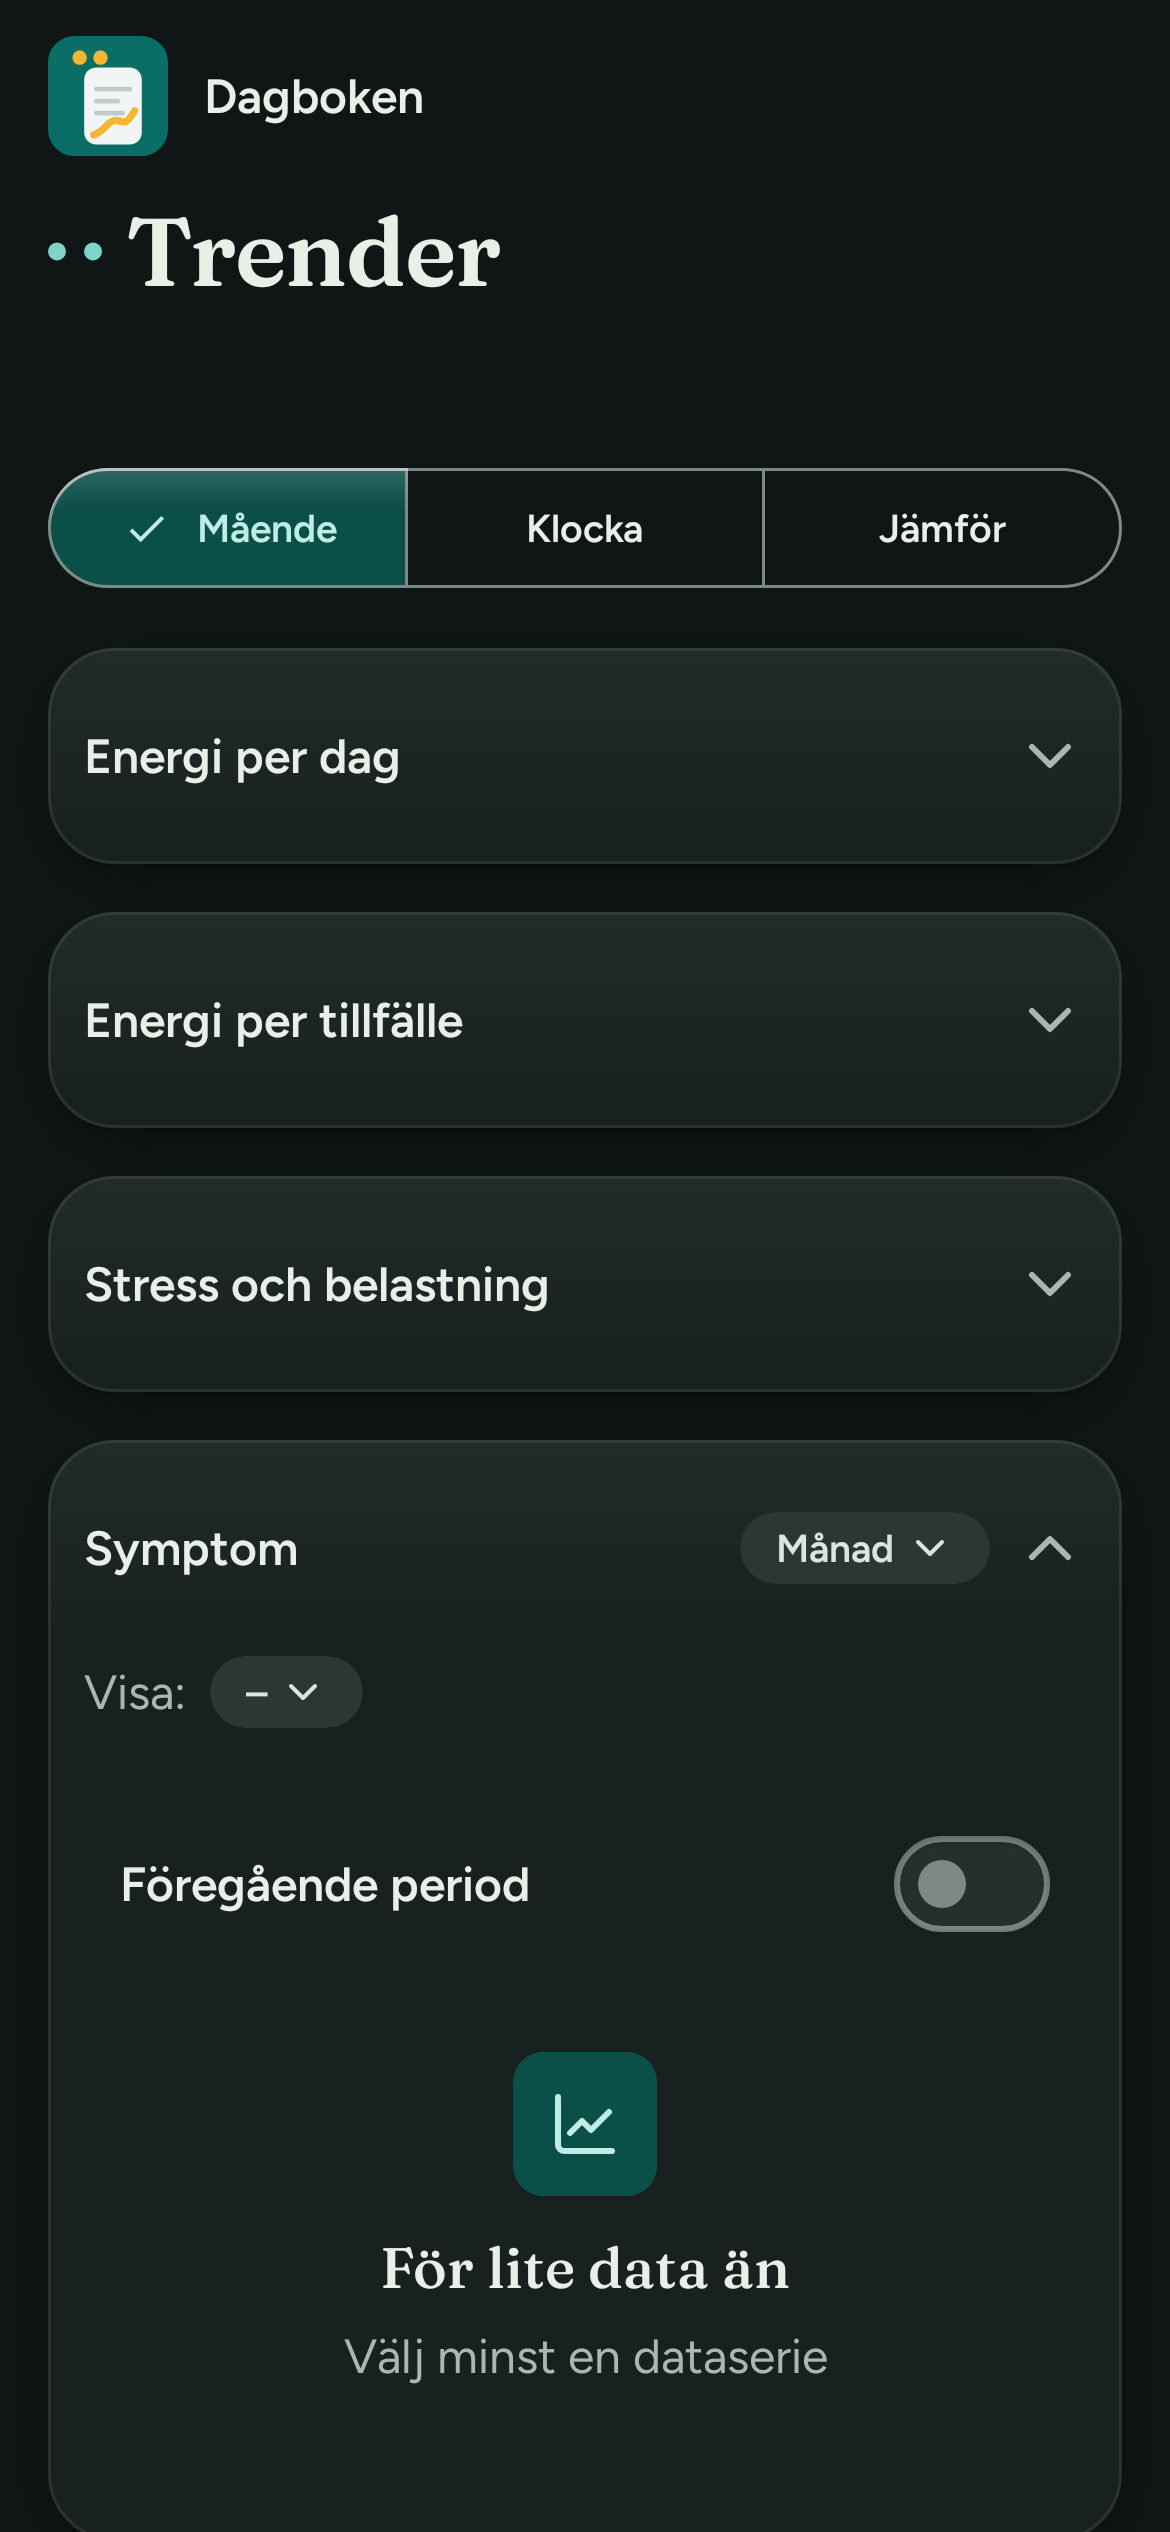 Dagboken
Trender
Mående
Klocka
Jämför
Energi per dag
Energi per tillfälle
Stress och belastning
Symptom
Månad
Visa:
–
Föregående period
För lite data än
Välj minst en dataserie